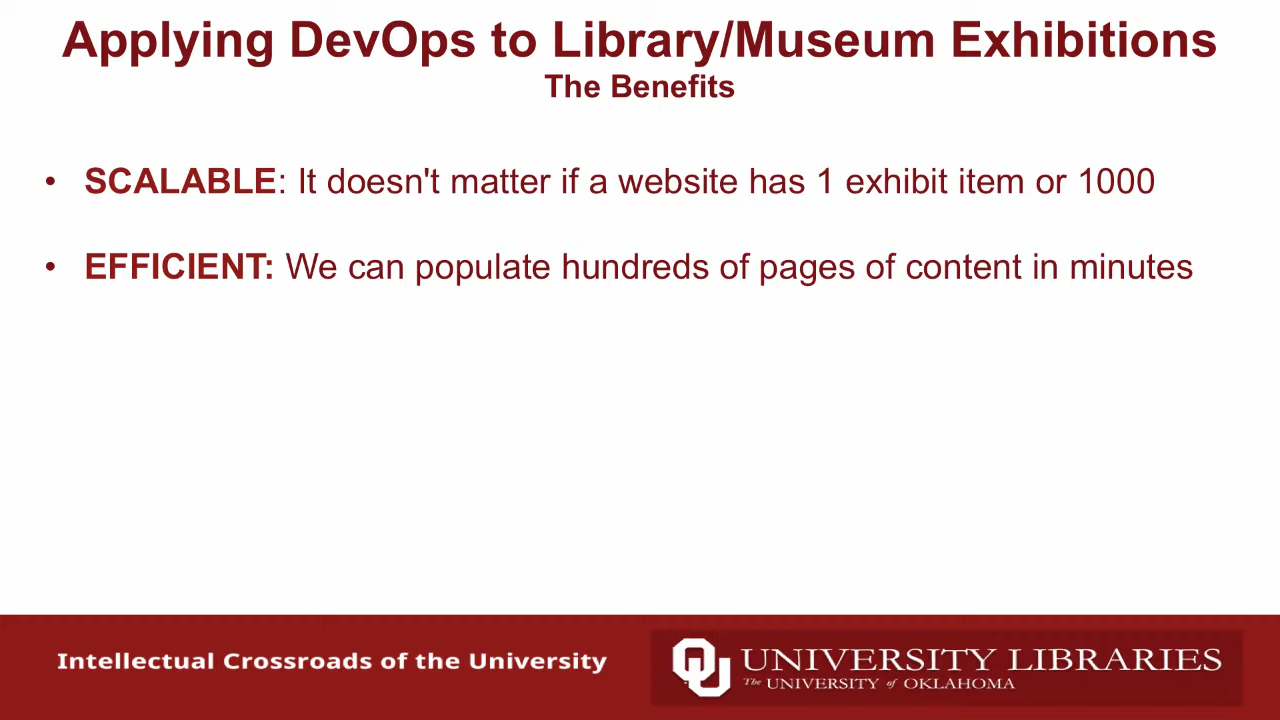 Applying DevOps to Library/Museum Exhibitions
The Benefits
• SCALABLE: It doesn't matter if a website has 1 exhibit item or 1000
• EFFICIENT: We can populate hundreds of pages of content in minutes
Intellectual Crossroads of the University
OU UNIVERSITY LIBRARIES
The UNIVERSITY of OKLAHOMA